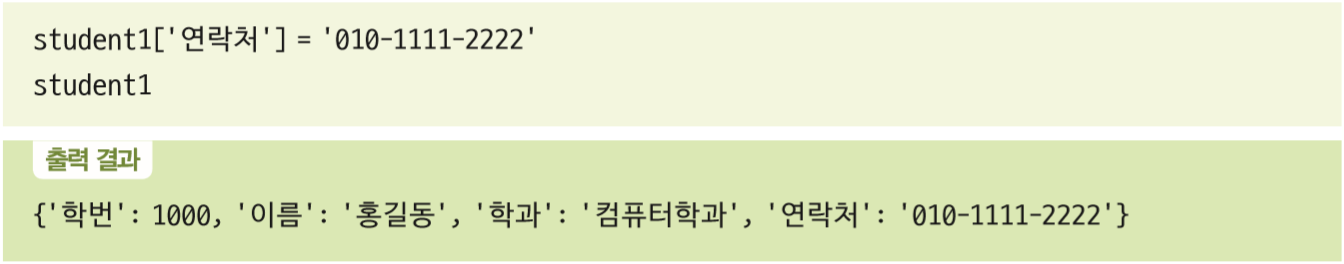 student1['연락처'] = '010-1111-2222'
student1
출력 결과
{'학번': 1000, '이름': '홍길동', '학과': '컴퓨터학과', '연락처': '010-1111-2222'}